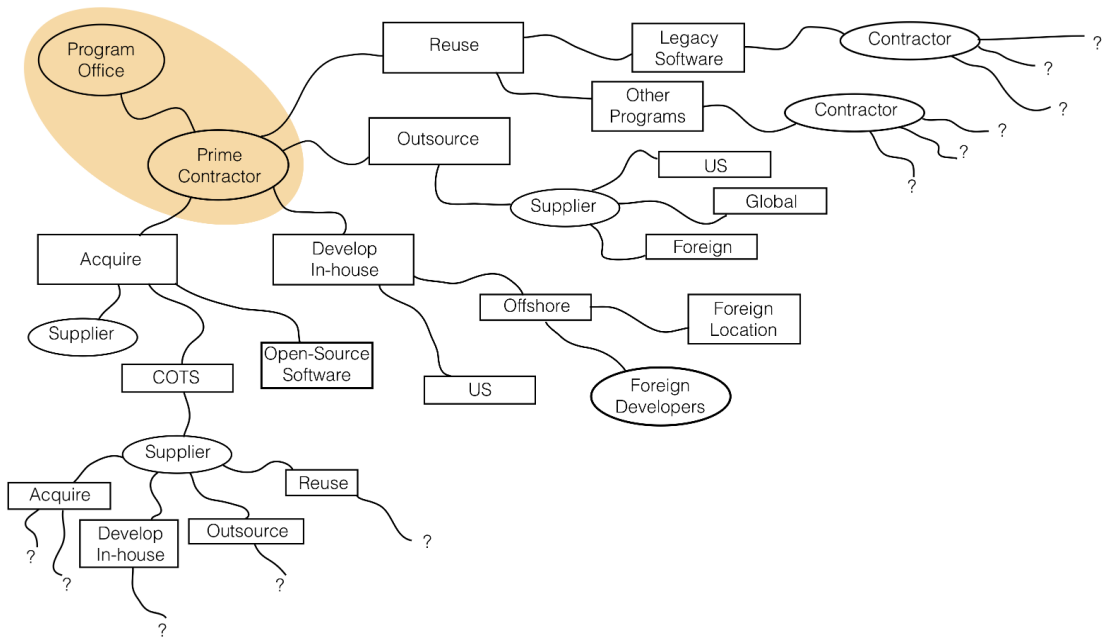 Program
Office
Prime
Contractor
Reuse
Legacy
Software
Contractor
?
?
?
Other
Programs
Contractor
?
?
?
Outsource
Supplier
US
Global
Foreign
Acquire
Supplier
COTS
Open-Source
Software
Develop
In-house
Offshore
Foreign
Location
US
Foreign
Developers
Supplier
Acquire
?
?
Develop
In-house
?
Outsource
?
Reuse
?